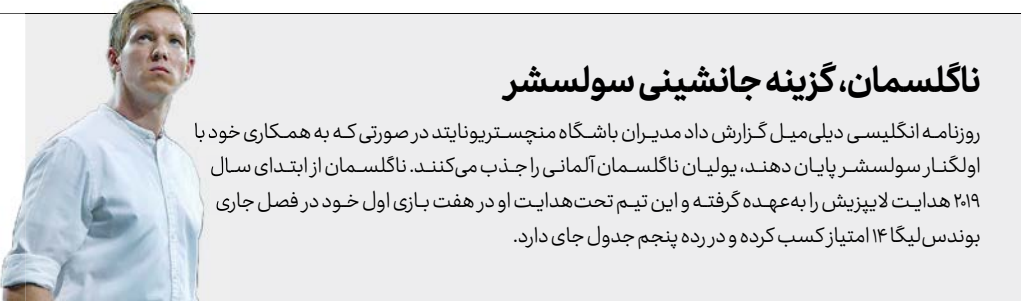 ناگلسمان، گزینه جانشینی سولسشر
روزنامه انگلیسی دیلی‌میل گزارش داد مدیران باشگاه منچستریونایتد در صورتی که به همکاری خود با
اولگنار سولسشر پایان دهند، یولیان ناگلسمان آلمانی را جذب می‌کنند. ناگلسمان از ابتدای سال
۲۰۱۹ هدایت لایپزیش را به‌عهده گرفته و این تیم تحت‌هدایت او در هفت بازی اول خود در فصل جاری
بوندس‌لیگا ۱۴ امتیاز کسب کرده و در رده پنجم جدول جای دارد.